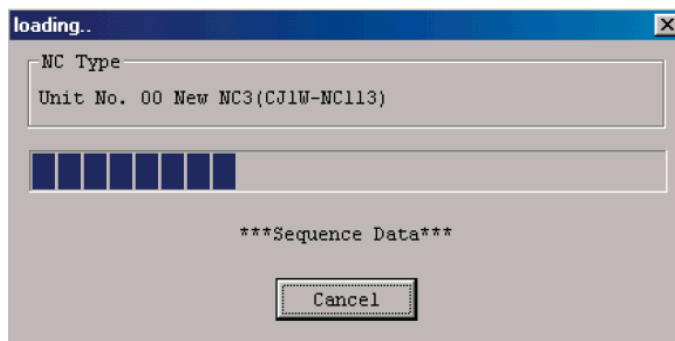 loading..
NC Type
Unit No. 00 New NC3(CJ1W-NC113)
***Sequence Data***
Cancel